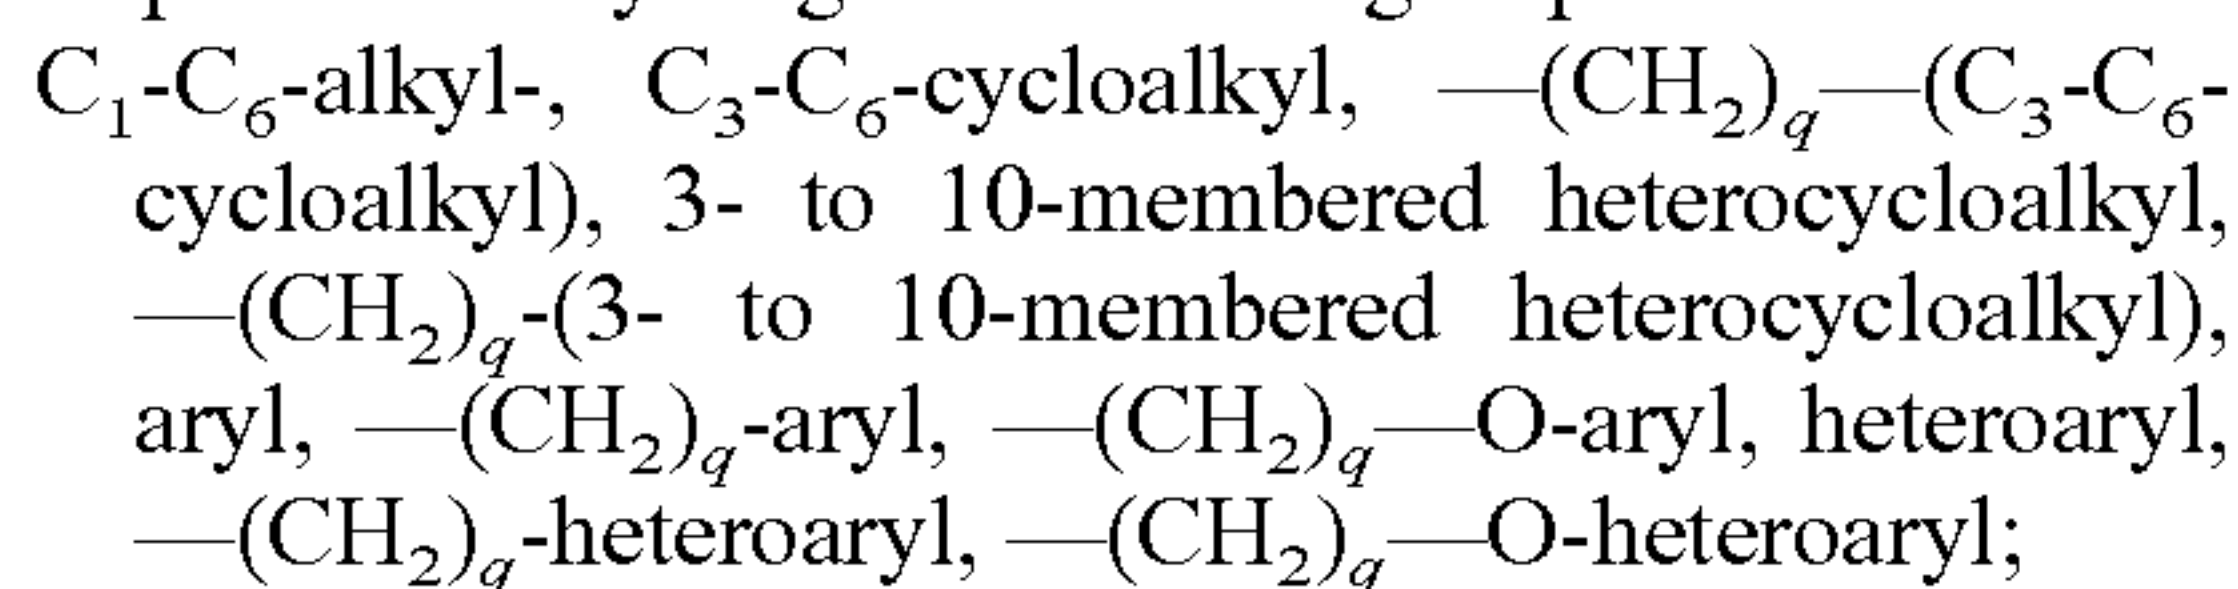 C₁-C₆-alkyl-, C₃-C₆-cycloalkyl, —(CH₂)q—(C₃-C₆-
cycloalkyl), 3- to 10-membered heterocycloalkyl,
—(CH₂)q-(3- to 10-membered heterocycloalkyl),
aryl, —(CH₂)q-aryl, —(CH₂)q—O-aryl, heteroaryl,
—(CH₂)q-heteroaryl, —(CH₂)q—O-heteroaryl;